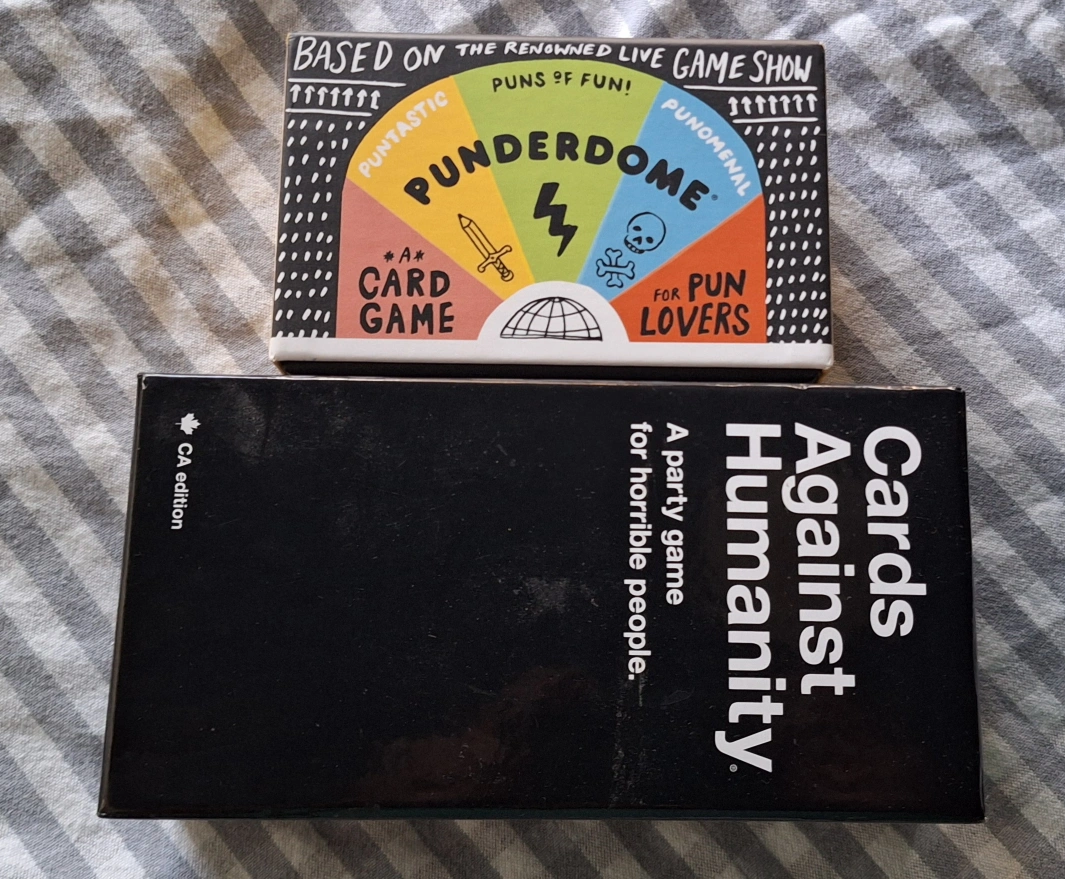 BASED ON THE RENOWNED LIVE GAME SHOW
PUNTASTIC
PUNS OF FUN!
PUNOMENAL
PUNDERDOME®
*A*
CARD
GAME
FOR PUN
LOVERS
Cards
Against
Humanity®
A party game
for horrible people.
CA edition